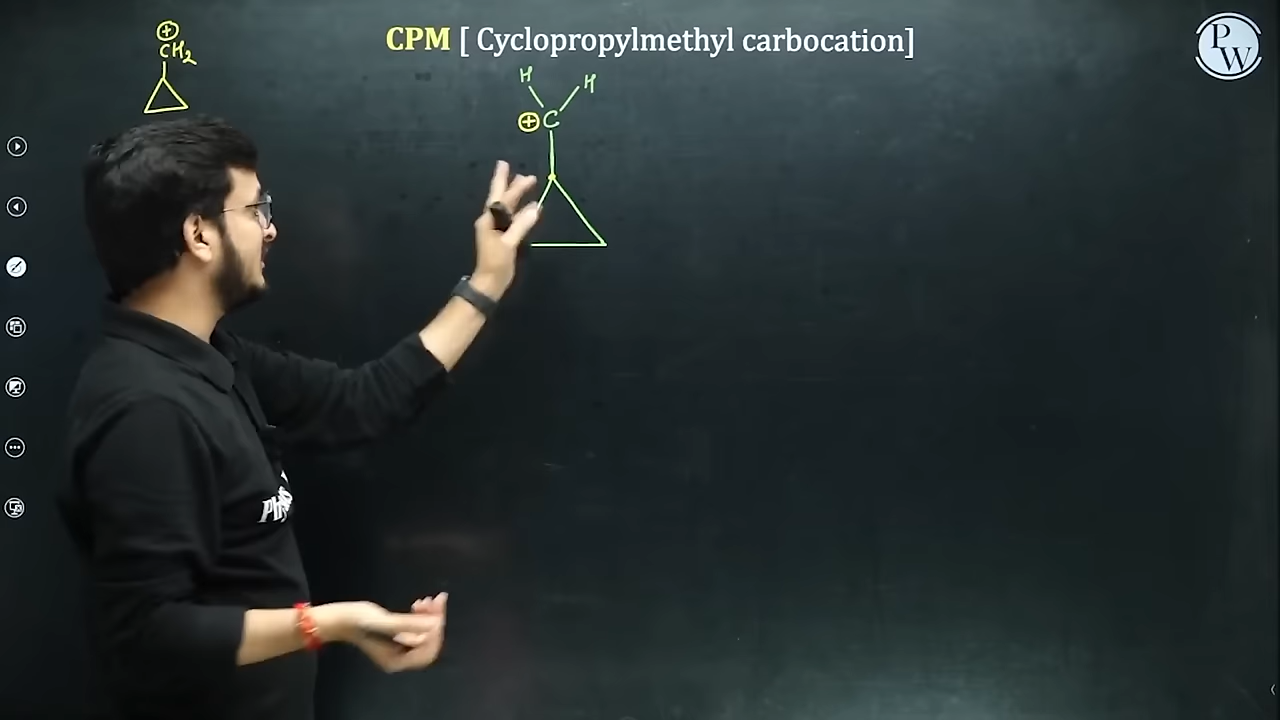 CPM [ Cyclopropylmethyl carbocation]
PW
⊕
CH2
H H
⊕ C